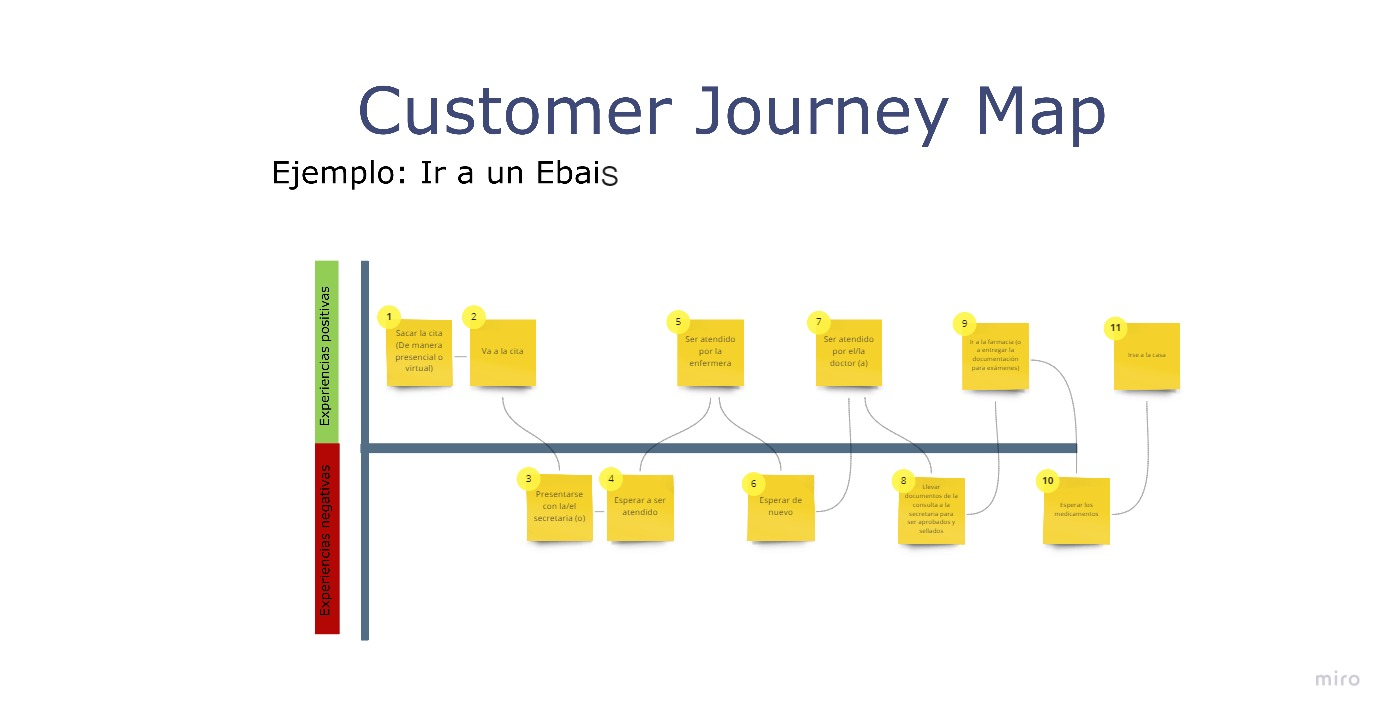 Customer Journey Map
Ejemplo: Ir a un Ebais
Experiencias positivas
Experiencias negativas
1
Sacar la cita
(De manera
presencial o
virtual)
2
Va a la cita
3
Presentarse
con la/el
secretaria (o)
4
Esperar a ser
atendido
5
Ser atendido
por la
enfermera
6
Esperar de
nuevo
7
Ser atendido
por el/la
doctor (a)
8
Llevar
documentos de la
consulta a la
secretaria para
ser aprobados y
sellados
9
Ir a la farmacia (o
a entregar la
documentación
para exámenes)
10
Esperar los
medicamentos
11
Irse a la casa
miro